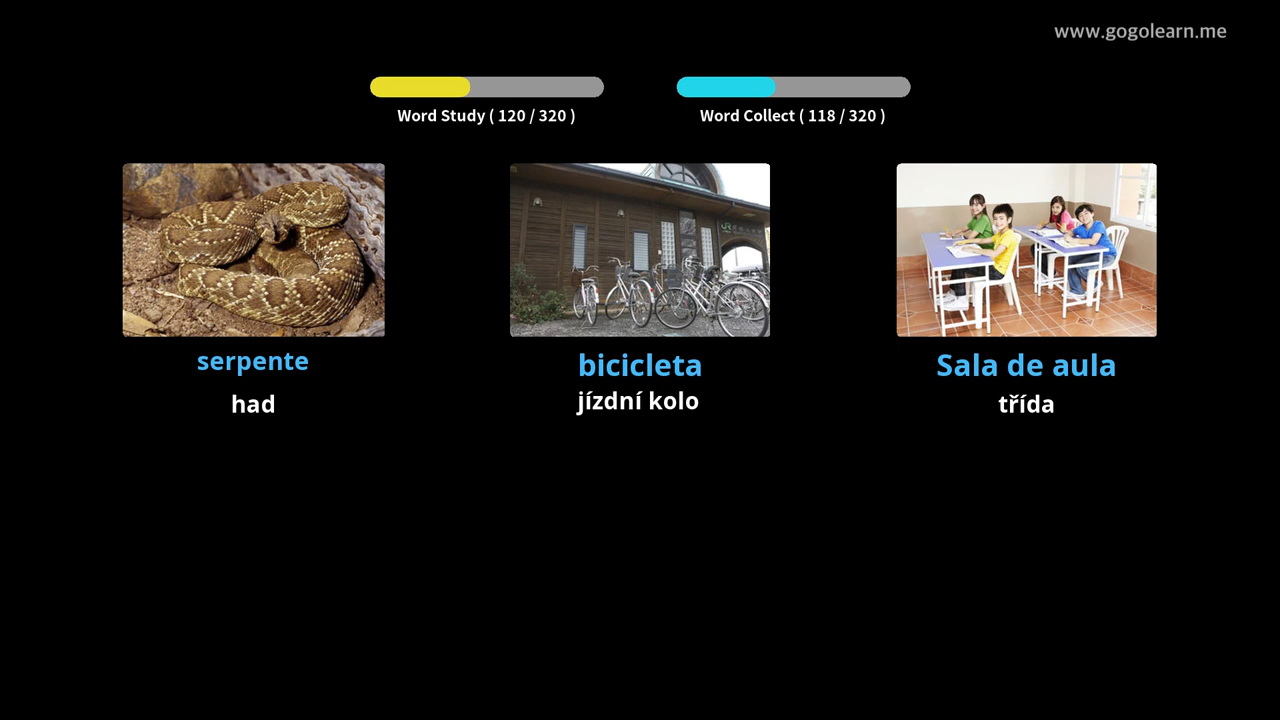 www.gogolearn.me
Word Study ( 120 / 320 )
Word Collect ( 118 / 320 )
serpente
bicicleta
Sala de aula
had
jízdní kolo
třída